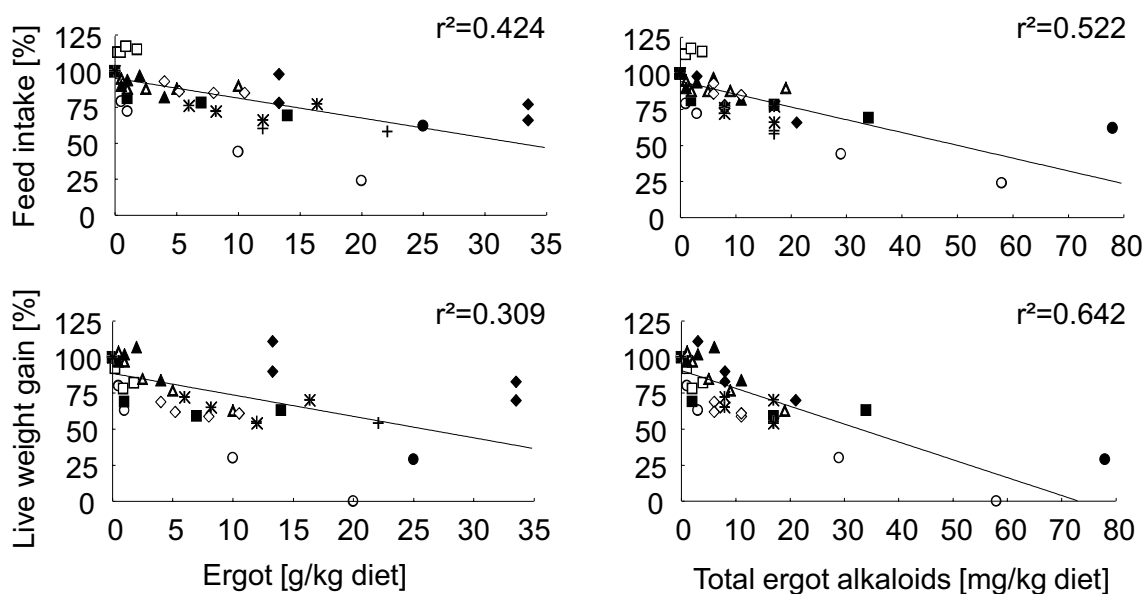 r²=0.424
Feed intake [%]
125
100
75
50
25
0
0 5 10 15 20 25 30 35
r²=0.522
125
100
75
50
25
0
0 10 20 30 40 50 60 70 80
r²=0.309
Live weight gain [%]
125
100
75
50
25
0
0 5 10 15 20 25 30 35
Ergot [g/kg diet]
r²=0.642
125
100
75
50
25
0
0 10 20 30 40 50 60 70 80
Total ergot alkaloids [mg/kg diet]